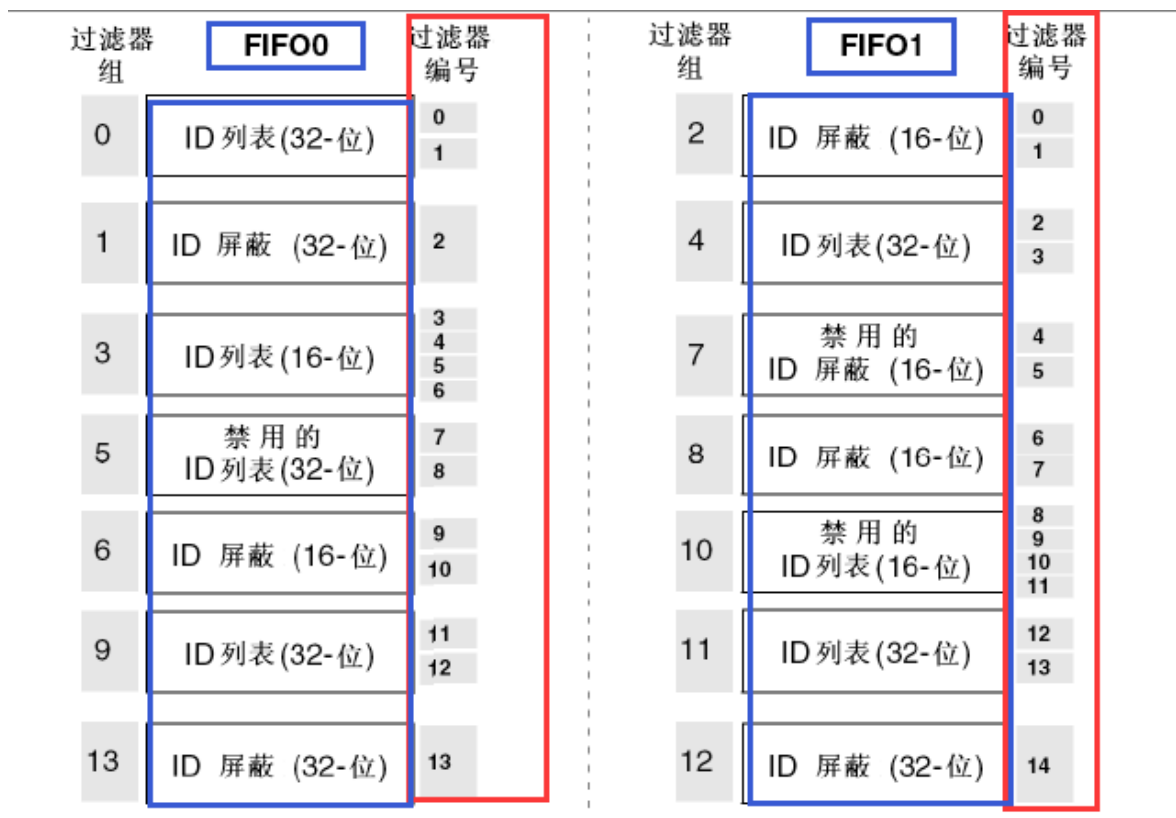 过滤器
组
FIFO0
过滤器
编号
0
ID列表(32-位)
0
1
1
ID 屏蔽 (32-位)
2
3
ID列表(16-位)
3
4
5
6
5
禁用的
ID列表(32-位)
7
8
6
ID 屏蔽 (16-位)
9
10
9
ID列表(32-位)
11
12
13
ID 屏蔽 (32-位)
13
过滤器
组
FIFO1
过滤器
编号
2
ID 屏蔽 (16-位)
0
1
4
ID列表(32-位)
2
3
7
禁用的
ID 屏蔽 (16-位)
4
5
8
ID 屏蔽 (16-位)
6
7
10
禁用的
ID列表(16-位)
8
9
10
11
11
ID列表(32-位)
12
13
12
ID 屏蔽 (32-位)
14